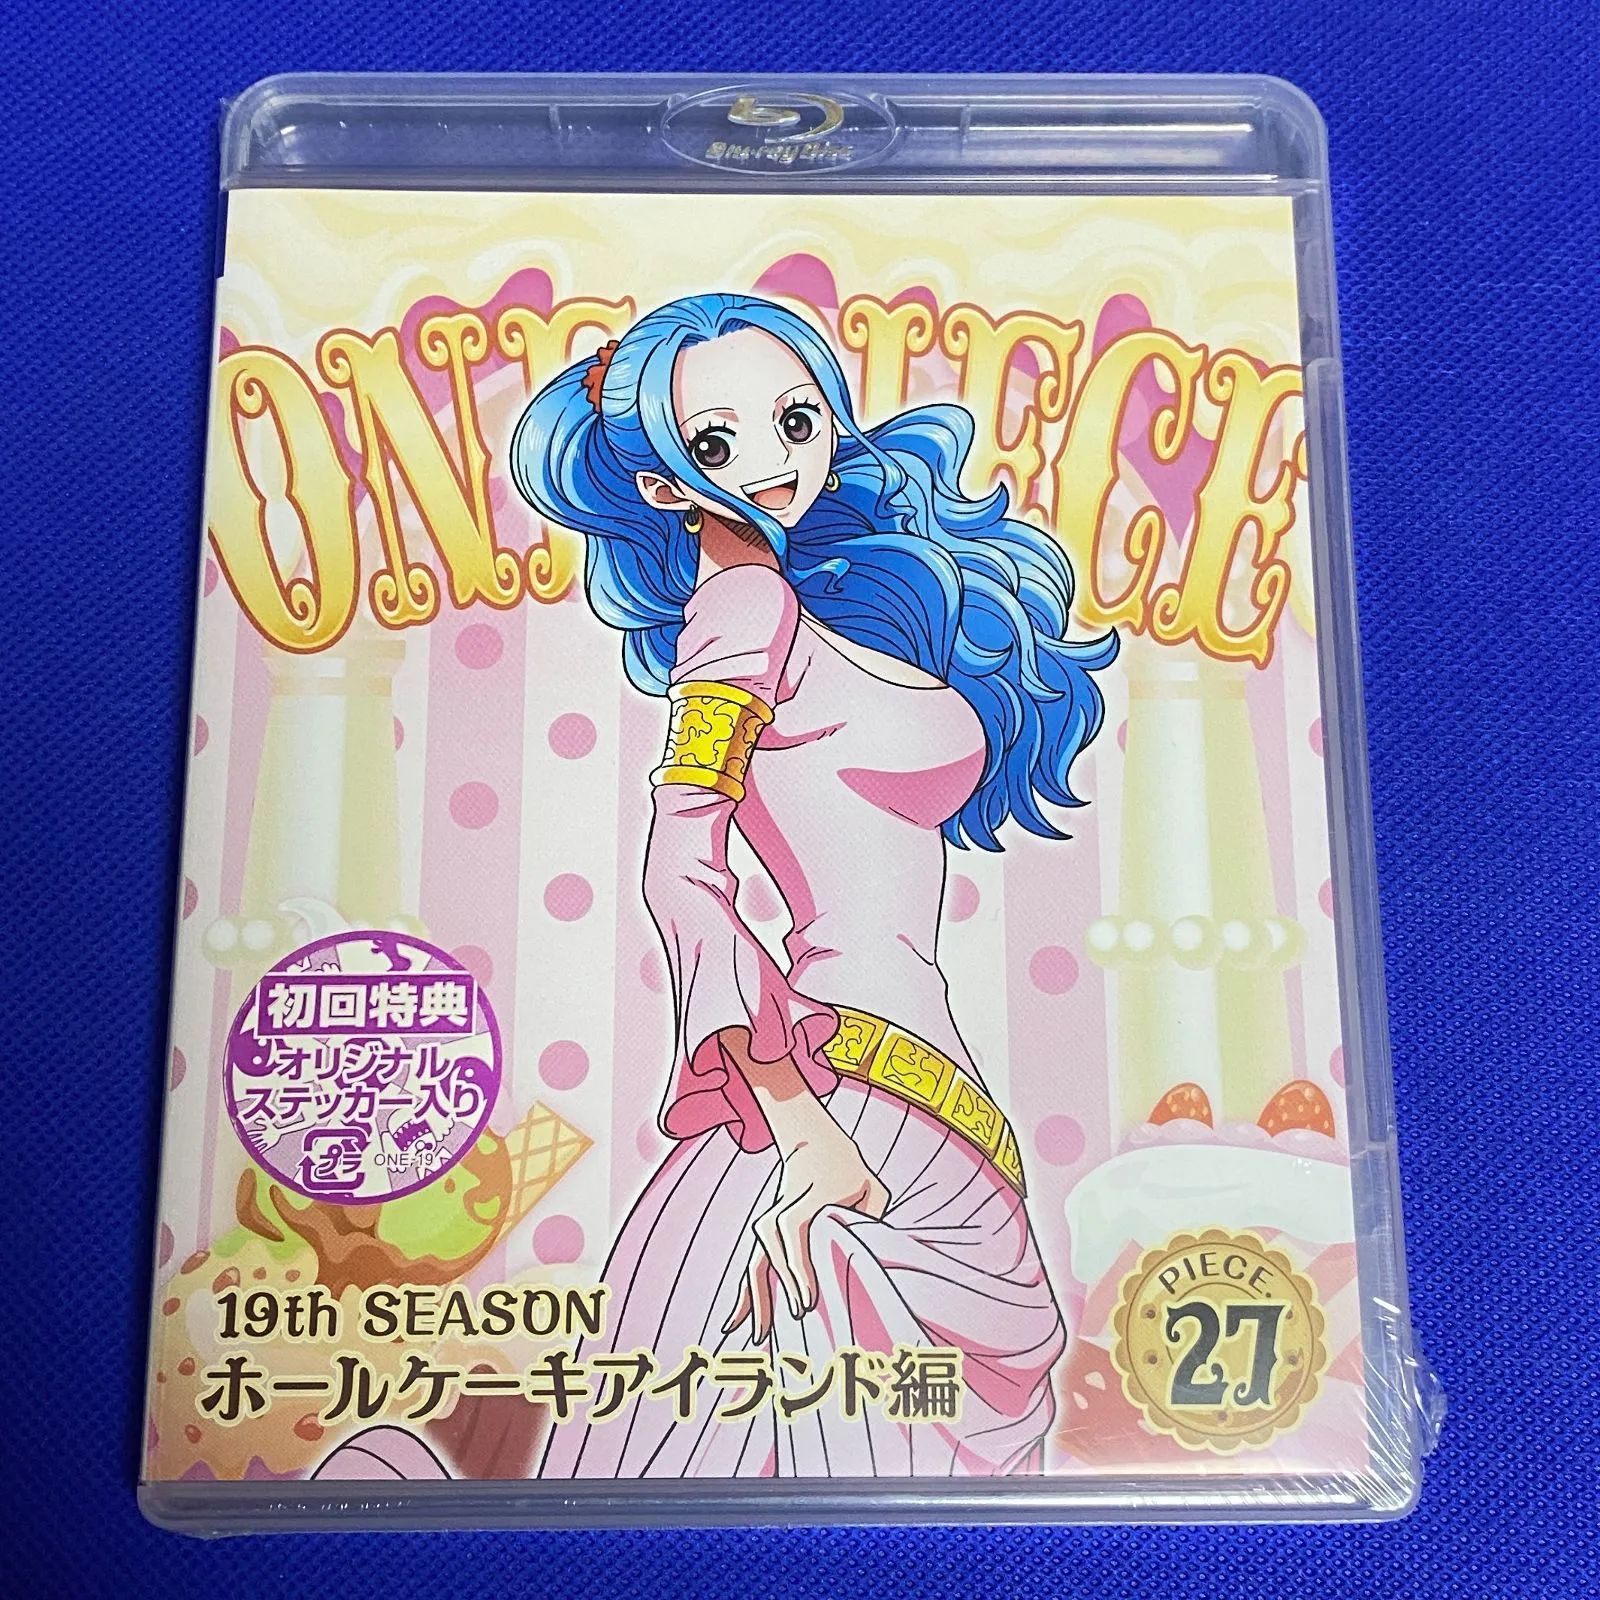 Blu-ray Disc
ONE PIECE
初回特典
オリジナル
ステッカー入り
プラ
ONE-19
19th SEASON
ホールケーキアイランド編
PIECE.
27